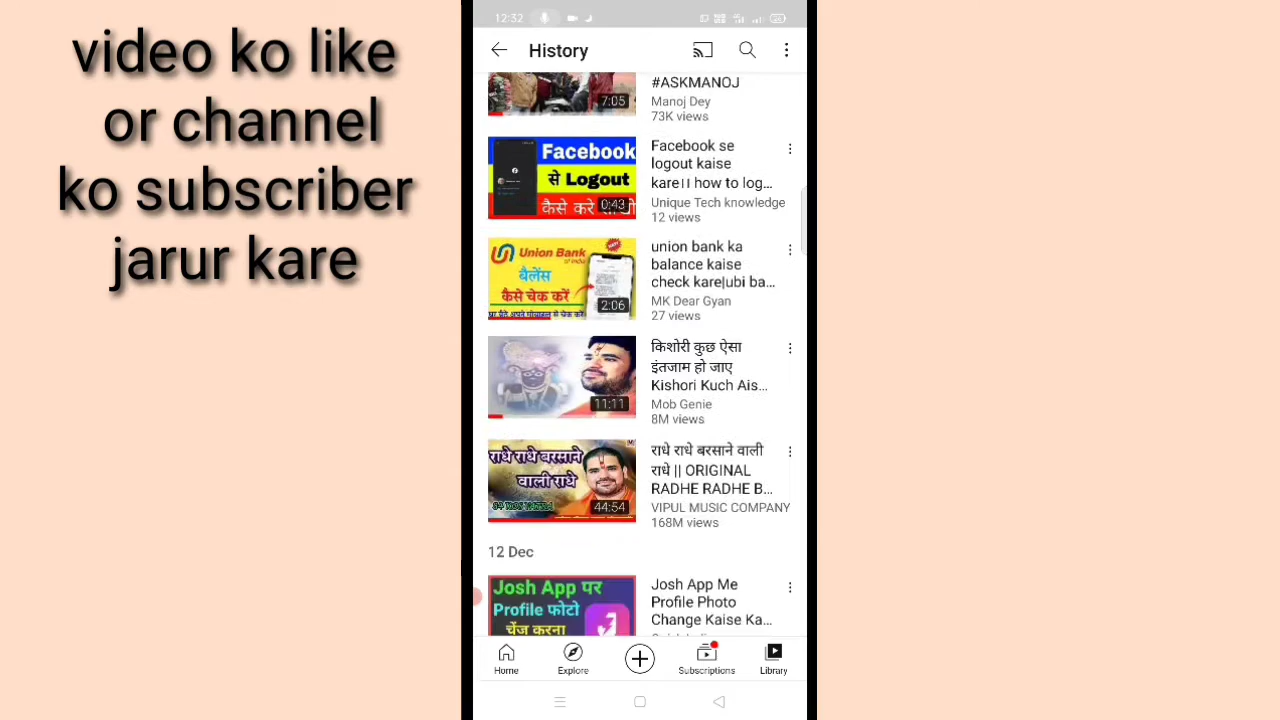 video ko like
or channel
ko subscriber
jarur kare
12:32
History
#ASKMANOJ
7:05
Manoj Dey
73K views
Facebook
से Logout
कैसे करे
0:43
Facebook se
logout kaise
kare।। how to log...
Unique Tech knowledge
12 views
Union Bank
of India
बैलेंस
कैसे चेक करें
2:06
union bank ka
balance kaise
check kare|ubi ba...
MK Dear Gyan
27 views
11:11
किशोरी कुछ ऐसा
इंतजाम हो जाए
Kishori Kuch Ais...
Mob Genie
8M views
राधे राधे बरसाने
वाली राधे
44:54
राधे राधे बरसाने वाली
राधे || ORIGINAL
RADHE RADHE B...
VIPUL MUSIC COMPANY
168M views
12 Dec
Josh App पर
Profile फोटो
चेंज करना
Josh App Me
Profile Photo
Change Kaise Ka...
Home
Explore
Subscriptions
Library